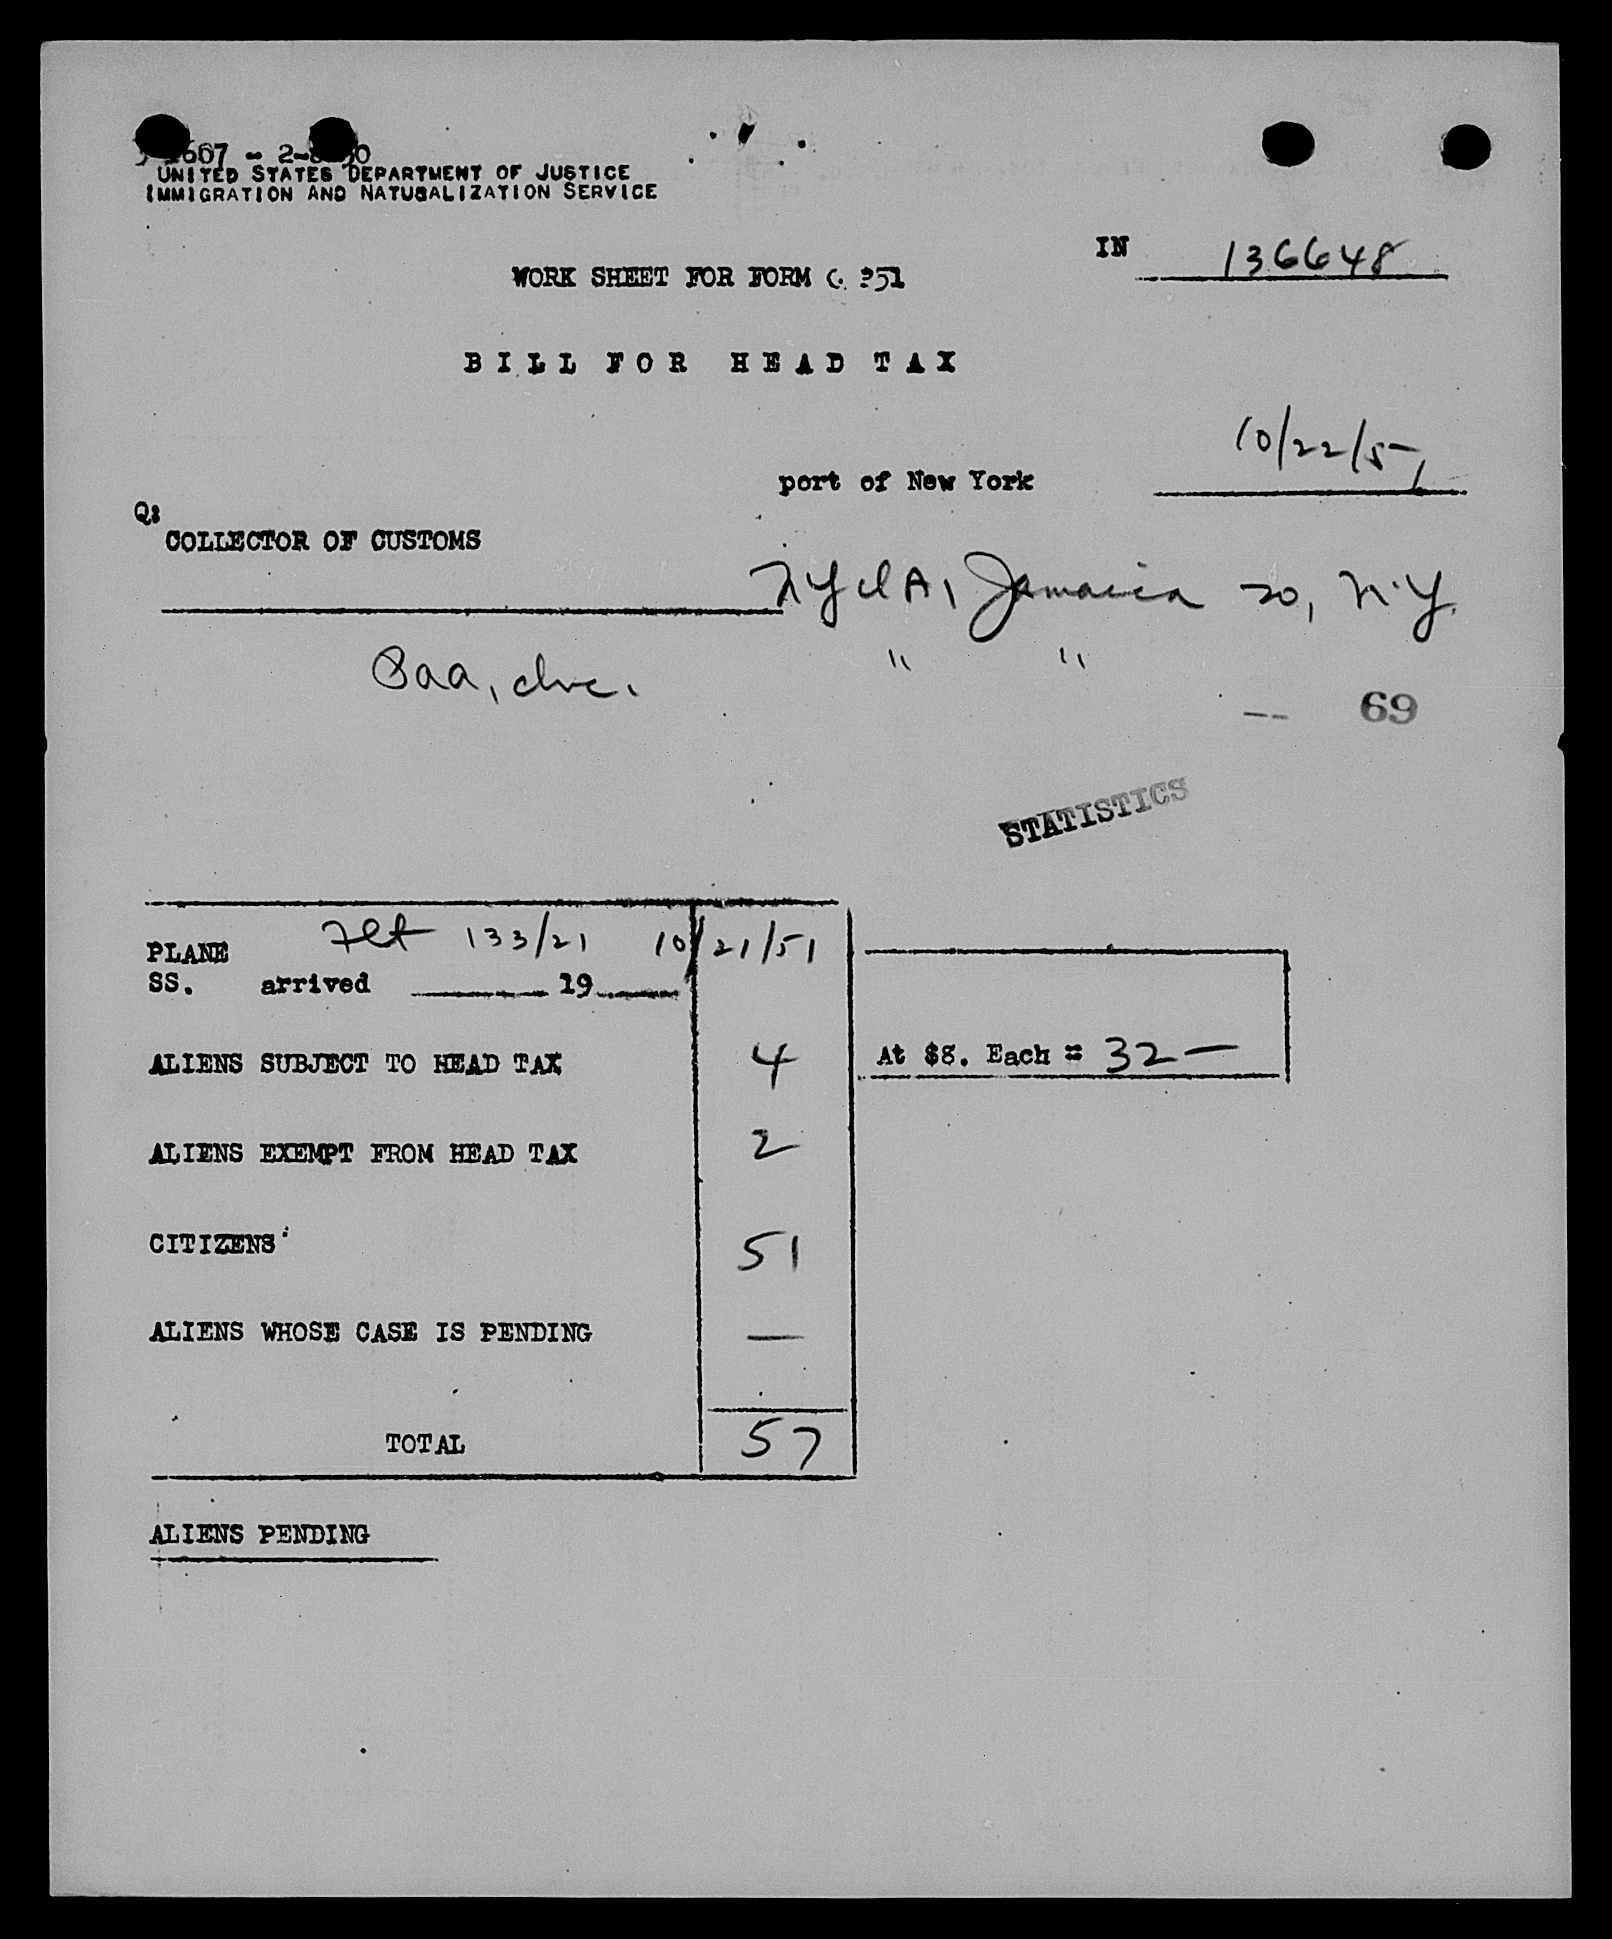 667 - 2-
UNITED STATES DEPARTMENT OF JUSTICE
IMMIGRATION AND NATURALIZATION SERVICE
IN 136648
WORK SHEET FOR FORM 51
BILL FOR HEAD TAX
10/22/51
port of New York
Q:
COLLECTOR OF CUSTOMS
NYIA, Jamaica 20, N.Y.
Paa, Inc. " "
-- 69
STATISTICS
PLANE Flt 133/21 10/21/51
SS. arrived 19
ALIENS SUBJECT TO HEAD TAX 4 At $8. Each = 32 —
ALIENS EXEMPT FROM HEAD TAX 2
CITIZENS 51
ALIENS WHOSE CASE IS PENDING —
TOTAL 57
ALIENS PENDING